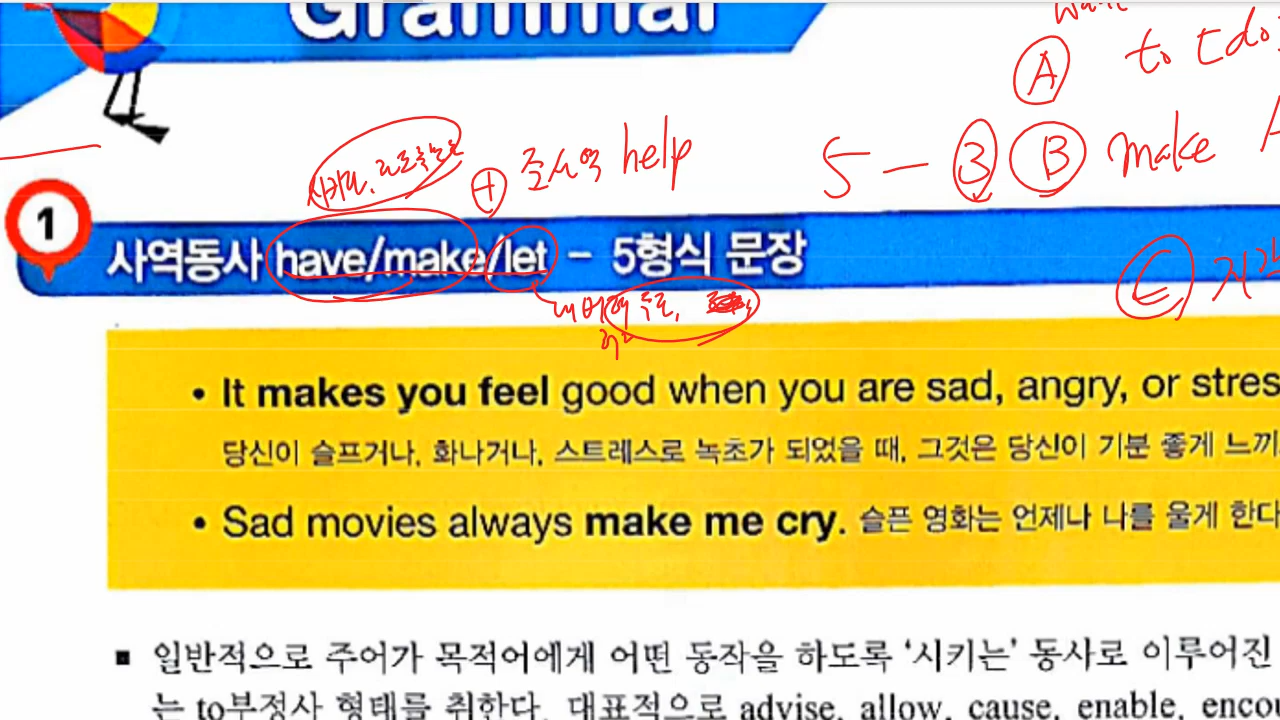 Grammar
want
Ⓐ to do
5 - ③ Ⓑ make
⊕ 준사역 help
1
사역동사 have/make/let - 5형식 문장
Ⓒ 지각
• It makes you feel good when you are sad, angry, or stres
당신이 슬프거나, 화나거나, 스트레스로 녹초가 되었을 때, 그것은 당신이 기분 좋게 느끼
• Sad movies always make me cry. 슬픈 영화는 언제나 나를 울게 한다
■ 일반적으로 주어가 목적어에게 어떤 동작을 하도록 ‘시키는’ 동사로 이루어진
는 to부정사 형태를 취한다. 대표적으로 advise, allow, cause, enable, encou